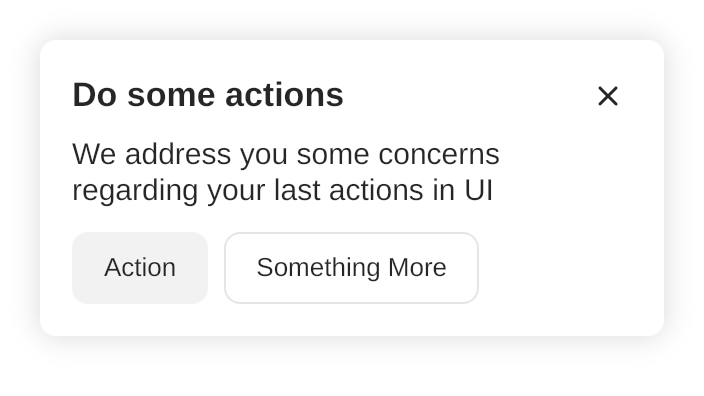 Do some actions
We address you some concerns
regarding your last actions in UI
Action
Something More